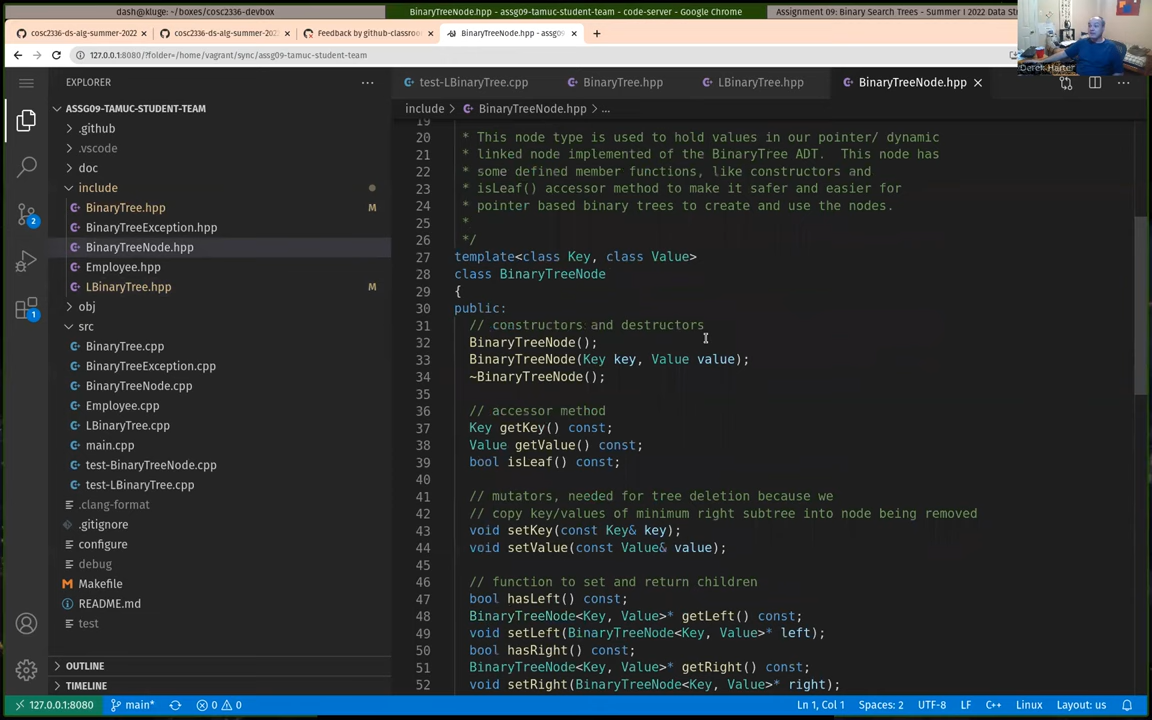 dash@kluge: ~/boxes/cosc2336-devbox
BinaryTreeNode.hpp - assg09-tamuc-student-team - code-server - Google Chrome
Assignment 09: Binary Search Trees - Summer I 2022 Data St
cosc2336-ds-alg-summer-2022
cosc2336-ds-alg-summer-202
Feedback by github-classroom
BinaryTreeNode.hpp - assg09
127.0.0.1:8080/?folder=/home/vagrant/sync/assg09-tamuc-student-team
Derek Harter
EXPLORER
ASSG09-TAMUC-STUDENT-TEAM
.github
.vscode
doc
include
BinaryTree.hpp M
BinaryTreeException.hpp
BinaryTreeNode.hpp
Employee.hpp
LBinaryTree.hpp M
obj
src
BinaryTree.cpp
BinaryTreeException.cpp
BinaryTreeNode.cpp
Employee.cpp
LBinaryTree.cpp
main.cpp
test-BinaryTreeNode.cpp
test-LBinaryTree.cpp
.clang-format
.gitignore
configure
debug
Makefile
README.md
test
OUTLINE
TIMELINE
2
1
test-LBinaryTree.cpp
BinaryTree.hpp
LBinaryTree.hpp
BinaryTreeNode.hpp
include > BinaryTreeNode.hpp > ...
19
20 * This node type is used to hold values in our pointer/ dynamic
21 * linked node implemented of the BinaryTree ADT.  This node has
22 * some defined member functions, like constructors and
23 * isLeaf() accessor method to make it safer and easier for
24 * pointer based binary trees to create and use the nodes.
25 *
26 */
27 template<class Key, class Value>
28 class BinaryTreeNode
29 {
30 public:
31 // constructors and destructors
32 BinaryTreeNode();
33 BinaryTreeNode(Key key, Value value);
34 ~BinaryTreeNode();
35
36 // accessor method
37 Key getKey() const;
38 Value getValue() const;
39 bool isLeaf() const;
40
41 // mutators, needed for tree deletion because we
42 // copy key/values of minimum right subtree into node being removed
43 void setKey(const Key& key);
44 void setValue(const Value& value);
45
46 // function to set and return children
47 bool hasLeft() const;
48 BinaryTreeNode<Key, Value>* getLeft() const;
49 void setLeft(BinaryTreeNode<Key, Value>* left);
50 bool hasRight() const;
51 BinaryTreeNode<Key, Value>* getRight() const;
52 void setRight(BinaryTreeNode<Key, Value>* right);
127.0.0.1:8080
main*
0 0
Ln 1, Col 1
Spaces: 2
UTF-8
LF
C++
Linux
Layout: us